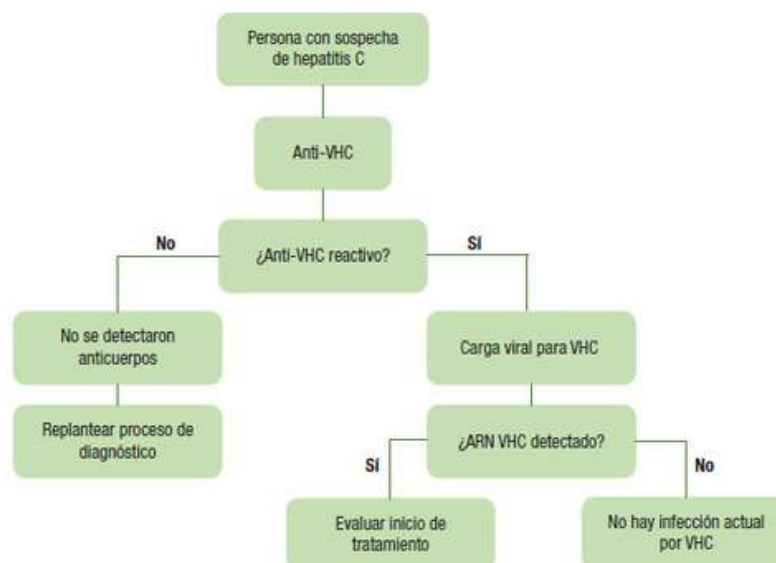 Persona con sospecha
de hepatitis C
Anti-VHC
¿Anti-VHC reactivo?
No
Sí
No se detectaron
anticuerpos
Carga viral para VHC
Replantear proceso de
diagnóstico
¿ARN VHC detectado?
Sí
No
Evaluar inicio de
tratamiento
No hay infección actual
por VHC